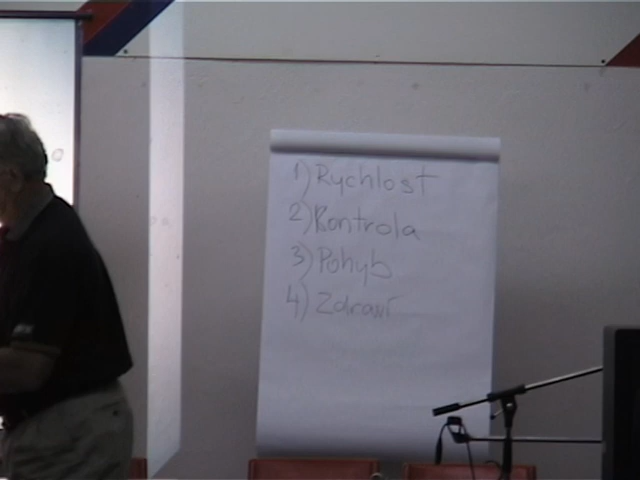 1) Rychlost
2) Kontrola
3) Pohyb
4) Zdraví